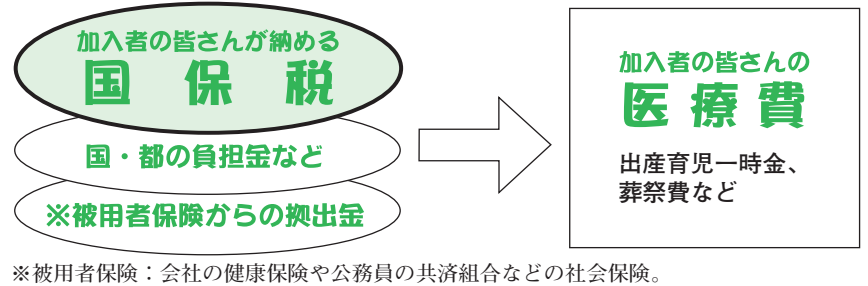 加入者の皆さんが納める
国保税
国・都の負担金など
※被用者保険からの拠出金
加入者の皆さんの
医療費
出産育児一時金、
葬祭費など
※被用者保険：会社の健康保険や公務員の共済組合などの社会保険。